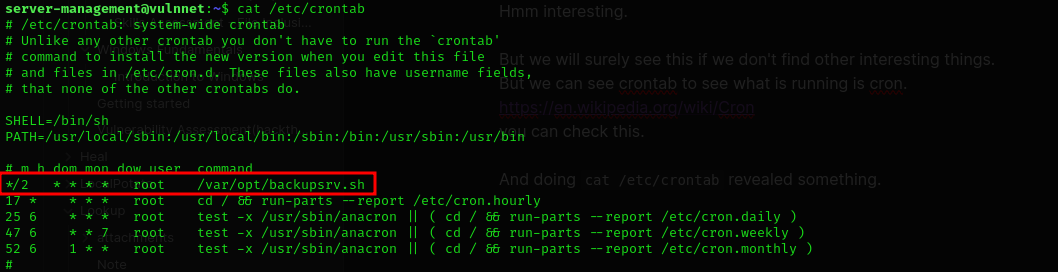 server-management@vulnnet:~$ cat /etc/crontab
# /etc/crontab: system-wide crontab
# Unlike any other crontab you don't have to run the `crontab'
# command to install the new version when you edit this file
# and files in /etc/cron.d. These files also have username fields,
# that none of the other crontabs do.
Getting started
SHELL=/bin/sh
PATH=/usr/local/sbin:/usr/local/bin:/sbin:/bin:/usr/sbin:/usr/bin
Heal
# m h dom mon dow user  command
*/2   * * * *   root    /var/opt/backupsrv.sh
17 *    * * *   root    cd / && run-parts --report /etc/cron.hourly
Lookup
25 6    * * *   root    test -x /usr/sbin/anacron || ( cd / && run-parts --report /etc/cron.daily )
47 6    * * 7   root    test -x /usr/sbin/anacron || ( cd / && run-parts --report /etc/cron.weekly )
attachments
52 6    1 * *   root    test -x /usr/sbin/anacron || ( cd / && run-parts --report /etc/cron.monthly )
Note
#
Hmm interesting.
But we will surely see this if we don't find other interesting things.
But we can see crontab to see what is running is cron.
https://en.wikipedia.org/wiki/Cron
you can check this.
And doing cat /etc/crontab revealed something.